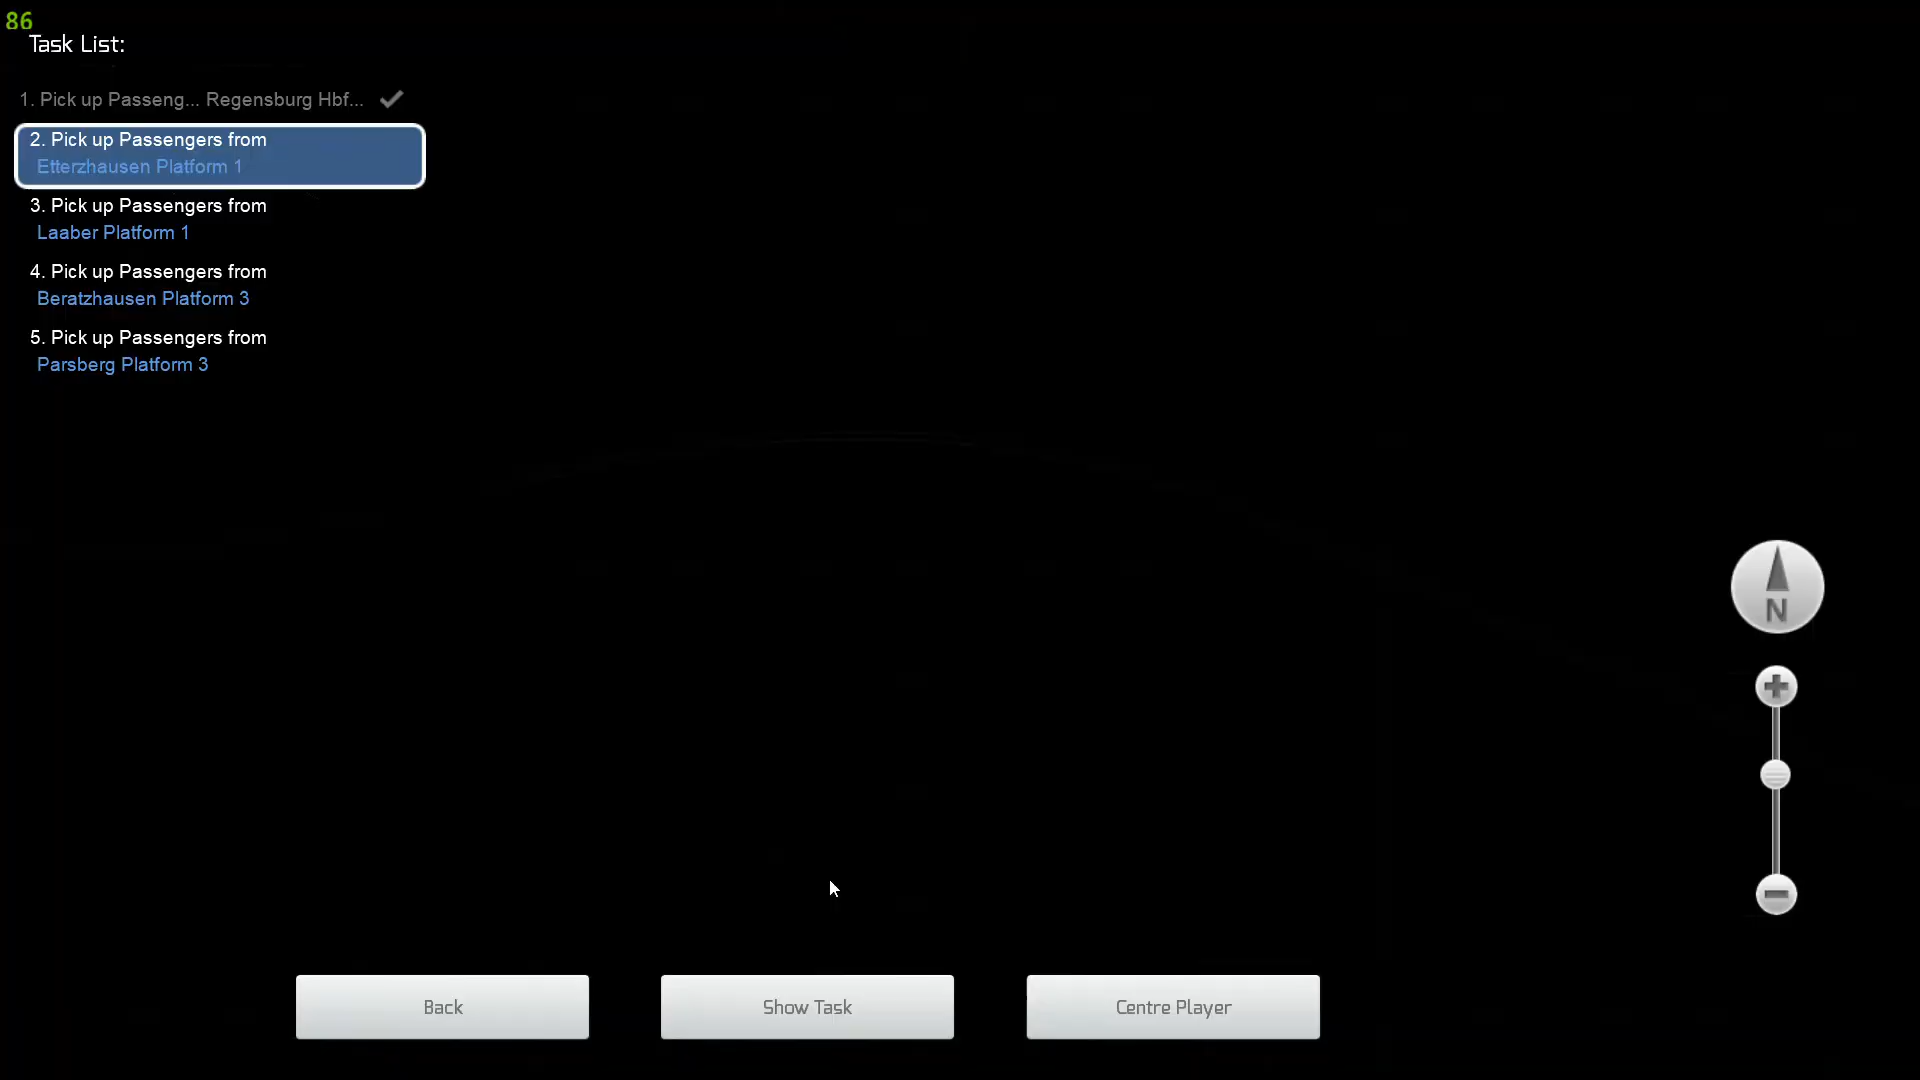 86
Task List:
1. Pick up Passeng... Regensburg Hbf...
2. Pick up Passengers from
Etterzhausen Platform 1
3. Pick up Passengers from
Laaber Platform 1
4. Pick up Passengers from
Beratzhausen Platform 3
5. Pick up Passengers from
Parsberg Platform 3
N
Back
Show Task
Centre Player